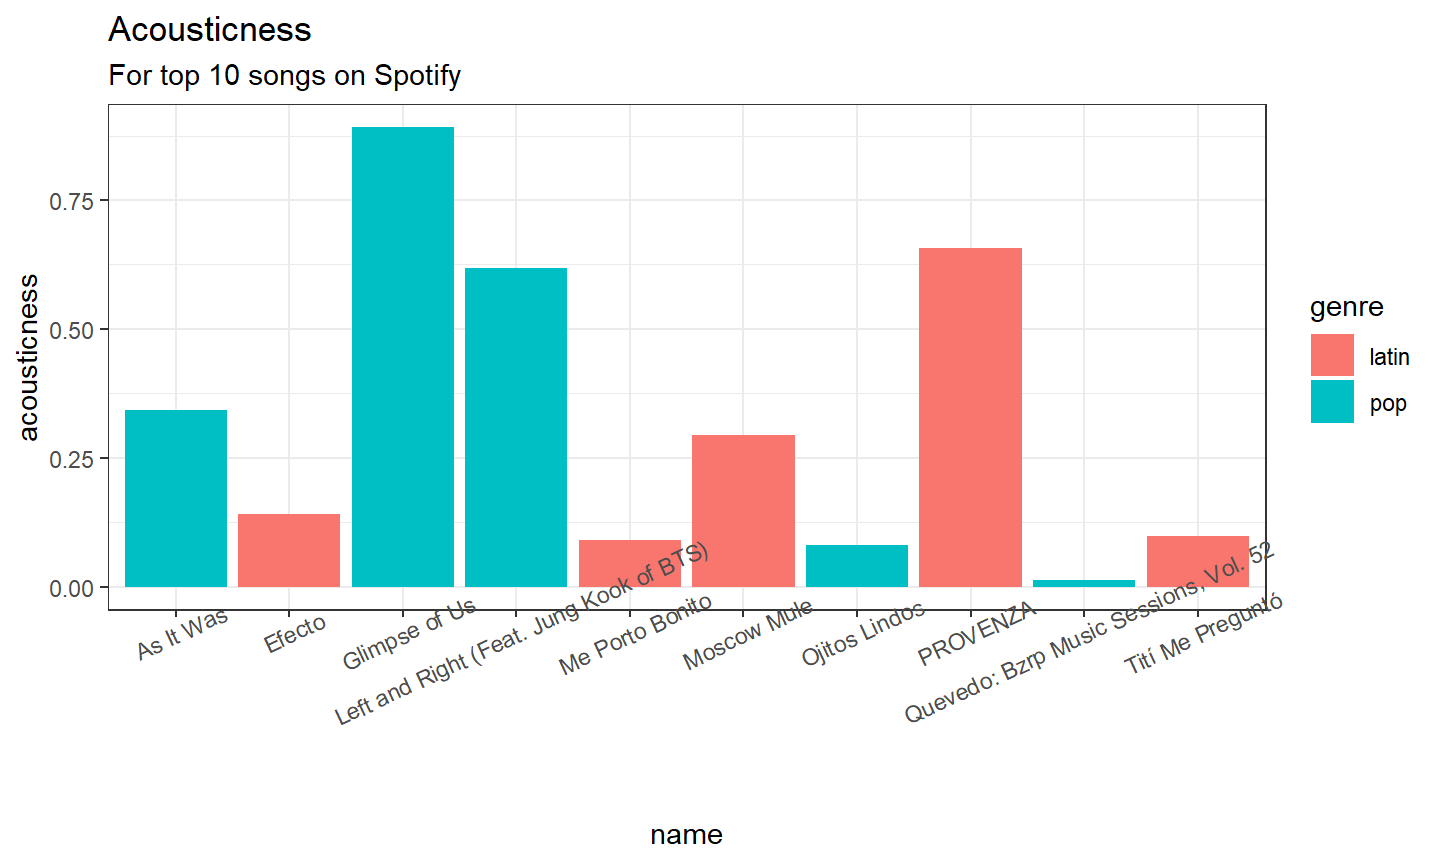 Acousticness
For top 10 songs on Spotify
acousticness
0.75
0.50
0.25
0.00
As It Was
Efecto
Glimpse of Us
Left and Right (Feat. Jung Kook of BTS)
Me Porto Bonito
Moscow Mule
Ojitos Lindos
PROVENZA
Quevedo: Bzrp Music Sessions, Vol. 52
Tití Me Preguntó
name
genre
latin
pop